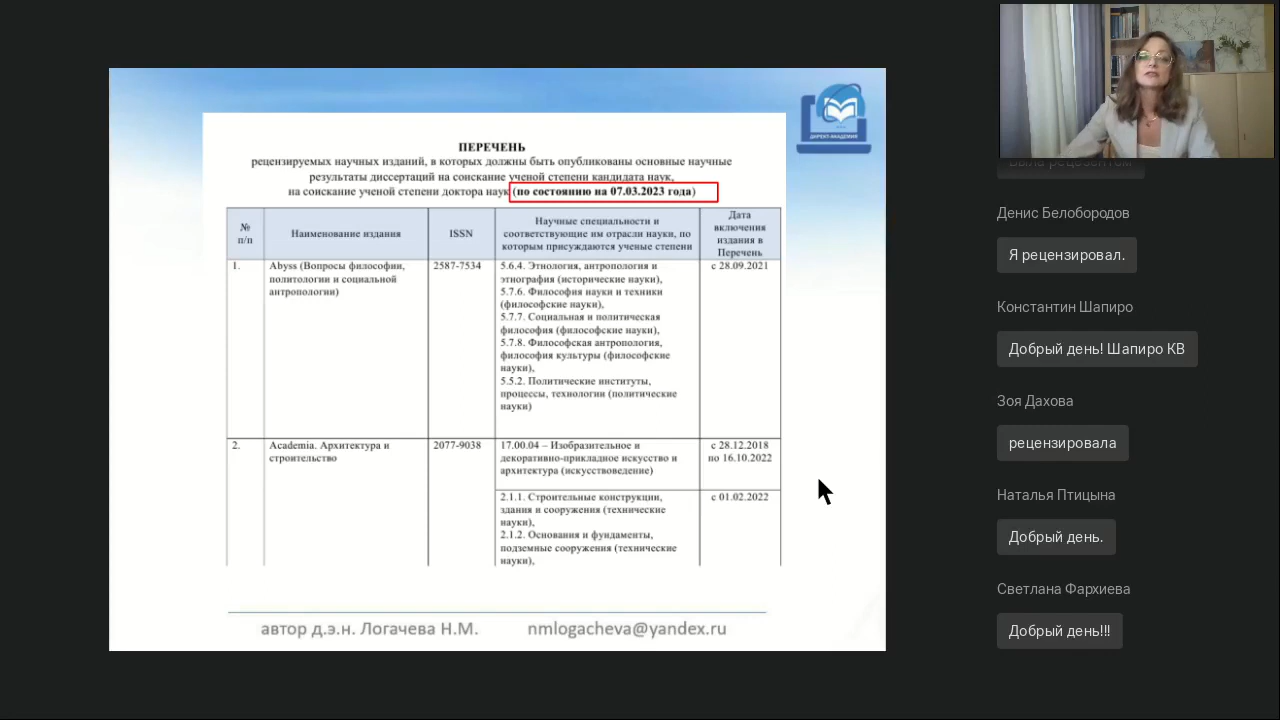 ДИРЕКТ-АКАДЕМИЯ
ПЕРЕЧЕНЬ
рецензируемых научных изданий, в которых должны быть опубликованы основные научные
результаты диссертаций на соискание ученой степени кандидата наук,
на соискание ученой степени доктора наук (по состоянию на 07.03.2023 года)
№ п/п
Наименование издания
ISSN
Научные специальности и
соответствующие им отрасли науки, по
которым присуждаются ученые степени
Дата
включения
издания в
Перечень
1.
Abyss (Вопросы философии,
политологии и социальной
антропологии)
2587-7534
5.6.4. Этнология, антропология и
этнография (исторические науки),
5.7.6. Философия науки и техники
(философские науки),
5.7.7. Социальная и политическая
философия (философские науки),
5.7.8. Философская антропология,
философия культуры (философские
науки),
5.5.2. Политические институты,
процессы, технологии (политические
науки)
с 28.09.2021
2.
Academia. Архитектура и
строительство
2077-9038
17.00.04 – Изобразительное и
декоративно-прикладное искусство и
архитектура (искусствоведение)
с 28.12.2018
по 16.10.2022
2.1.1. Строительные конструкции,
здания и сооружения (технические
науки),
2.1.2. Основания и фундаменты,
подземные сооружения (технические
науки),
с 01.02.2022
автор д.э.н. Логачева Н.М. nmlogacheva@yandex.ru
Была рецезентом
Денис Белобородов
Я рецензировал.
Константин Шапиро
Добрый день! Шапиро КВ
Зоя Дахова
рецензировала
Наталья Птицына
Добрый день.
Светлана Фархиева
Добрый день!!!